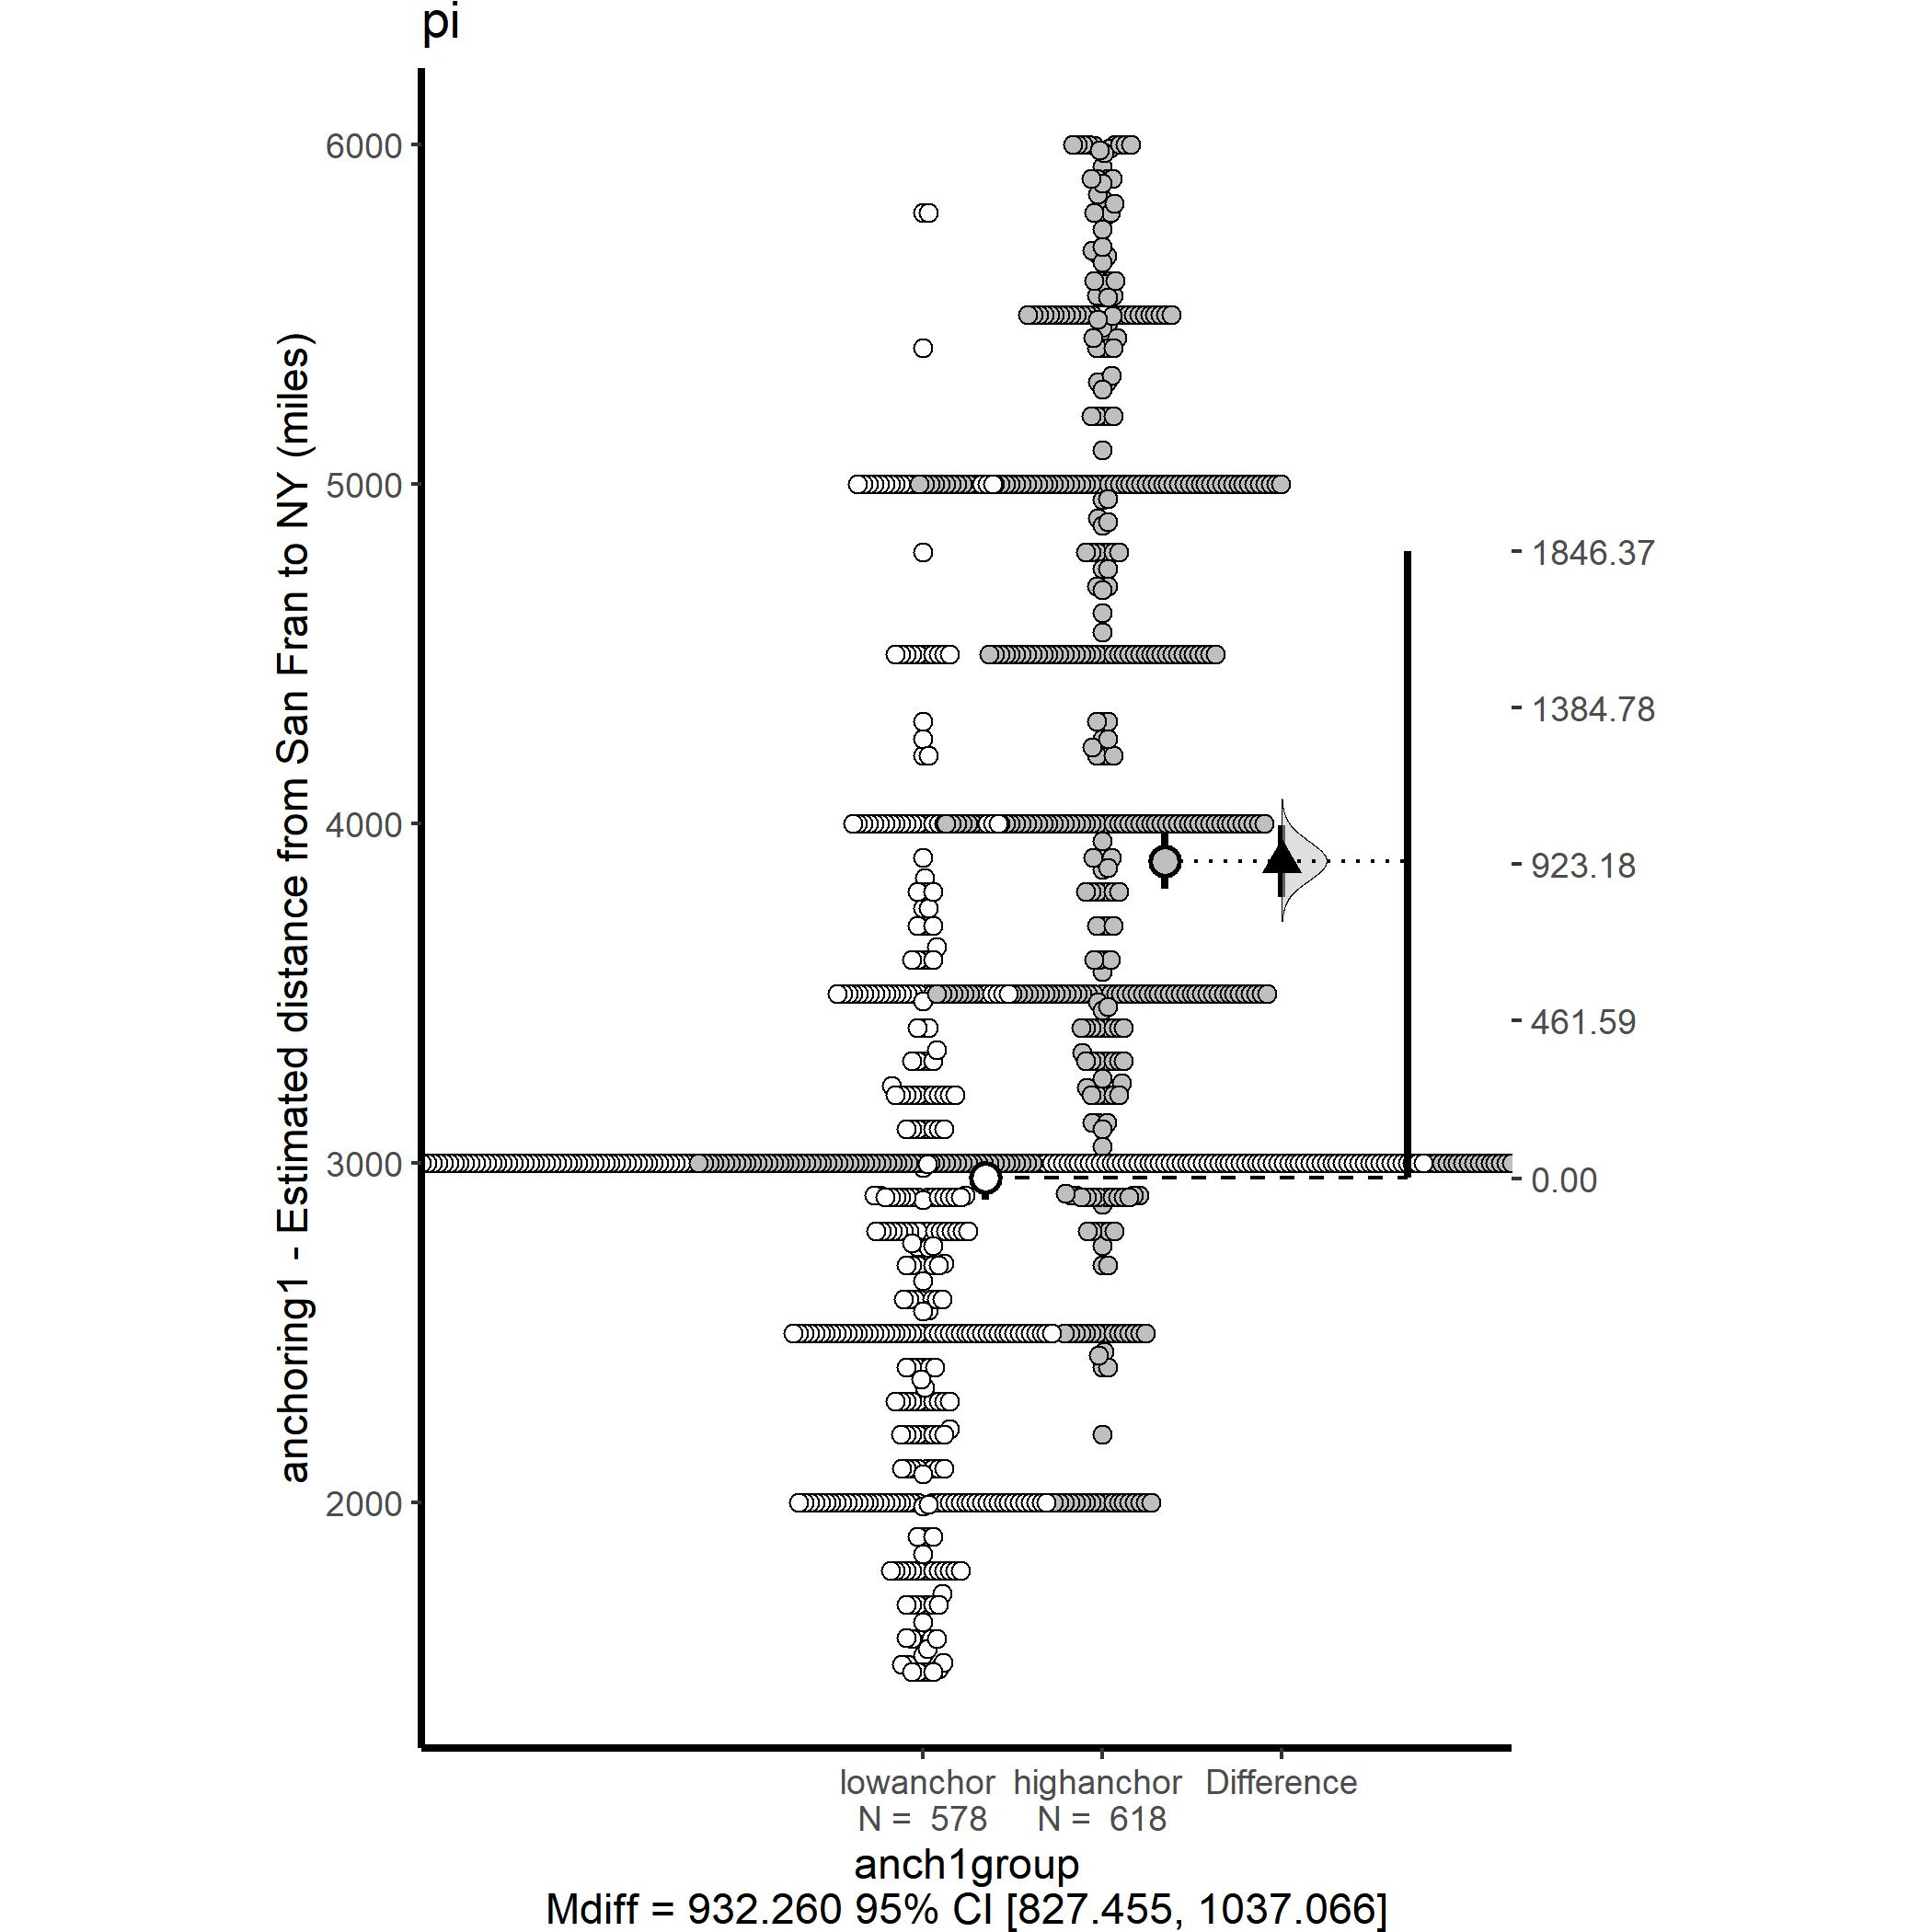 pi
anchoring1 - Estimated distance from San Fran to NY (miles)
6000
5000
4000
3000
2000
1846.37
1384.78
923.18
461.59
0.00
lowanchor highanchor Difference
N =  578 N =  618
anch1group
Mdiff = 932.260 95% CI [827.455, 1037.066]